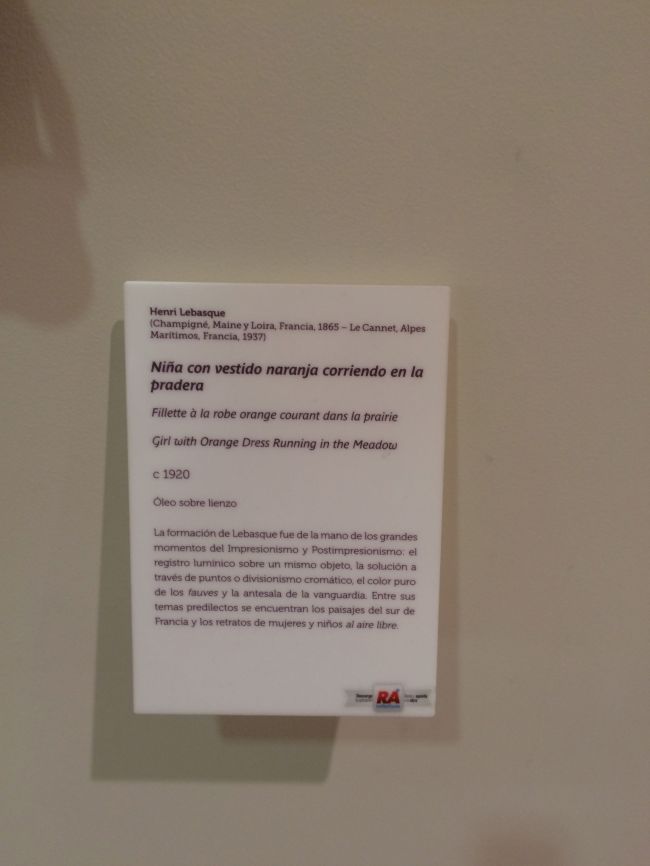 Henri Lebasque
(Champigné, Maine y Loira, Francia, 1865 – Le Cannet, Alpes
Marítimos, Francia, 1937)
Niña con vestido naranja corriendo en la
pradera
Fillette à la robe orange courant dans la prairie
Girl with Orange Dress Running in the Meadow
c 1920
Óleo sobre lienzo
La formación de Lebasque fue de la mano de los grandes
momentos del Impresionismo y Postimpresionismo: el
registro lumínico sobre un mismo objeto, la solución a
través de puntos o divisionismo cromático, el color puro
de los fauves y la antesala de la vanguardia. Entre sus
temas predilectos se encuentran los paisajes del sur de
Francia y los retratos de mujeres y niños al aire libre.
RA